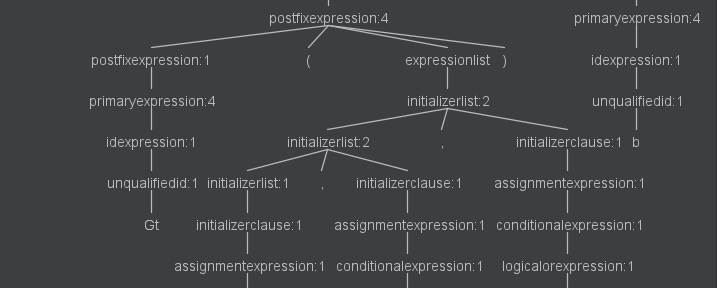 postfixexpression:4 primaryexpression:4
postfixexpression:1 ( expressionlist ) idexpression:1
primaryexpression:4 initializerlist:2 unqualifiedid:1
idexpression:1 initializerlist:2 , initializerclause:1 b
unqualifiedid:1 initializerlist:1 , initializerclause:1 assignmentexpression:1
Gt initializerclause:1 assignmentexpression:1 conditionalexpression:1
assignmentexpression:1 conditionalexpression:1 logicalorexpression:1